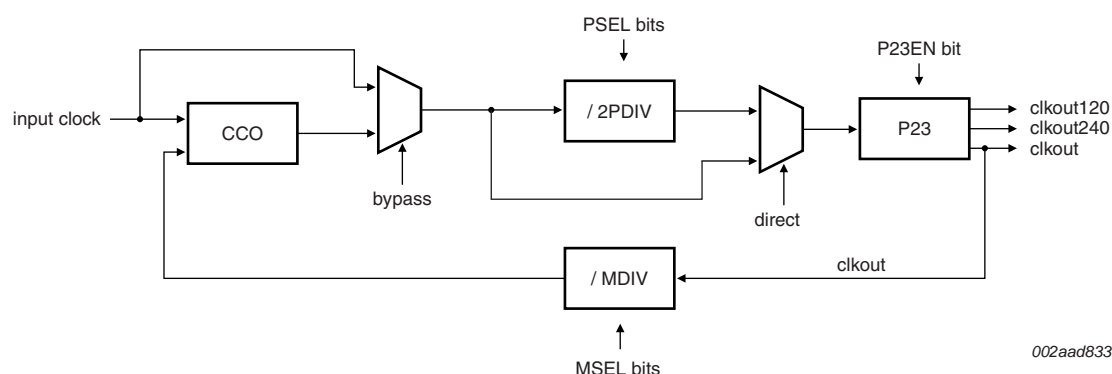 PSEL bits
P23EN bit
input clock
CCO
/ 2PDIV
P23
clkout120
clkout240
clkout
bypass
direct
/ MDIV
clkout
MSEL bits
002aad833